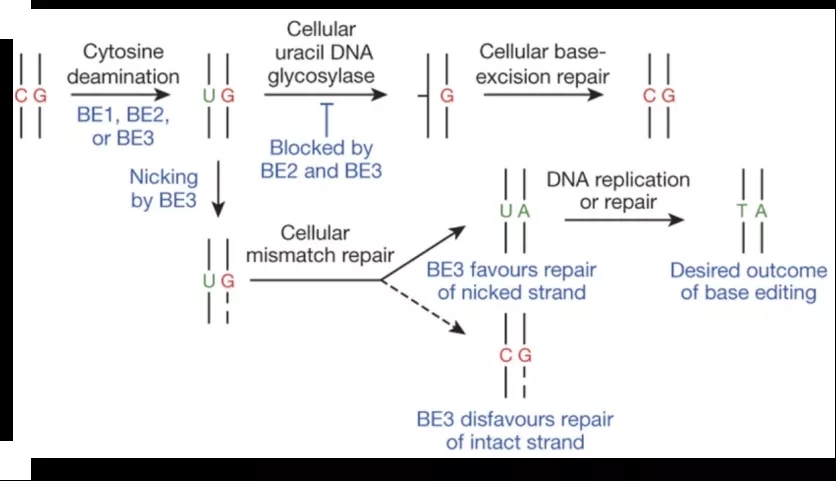 Cytosine
deamination
BE1, BE2,
or BE3
Cellular
uracil DNA
glycosylase
Blocked by
BE2 and BE3
Cellular base-
excision repair
C G
U G
G
C G
Nicking
by BE3
U G
Cellular
mismatch repair
U A
BE3 favours repair
of nicked strand
DNA replication
or repair
T A
Desired outcome
of base editing
C G
BE3 disfavours repair
of intact strand